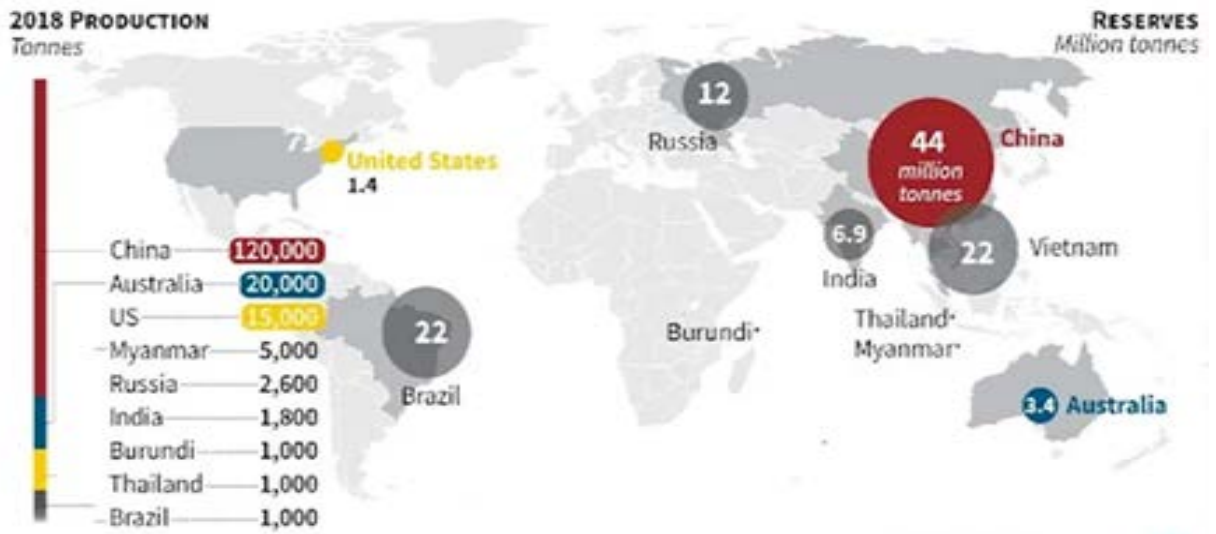 2018 PRODUCTION
Tonnes
RESERVES
Million tonnes
12
Russia
44
million
tonnes
China
United States
1.4
6.9
India
22
Vietnam
22
Brazil
Burundi*
Thailand*
Myanmar*
3.4 Australia
China 120,000
Australia 20,000
US 15,000
Myanmar 5,000
Russia 2,600
India 1,800
Burundi 1,000
Thailand 1,000
Brazil 1,000